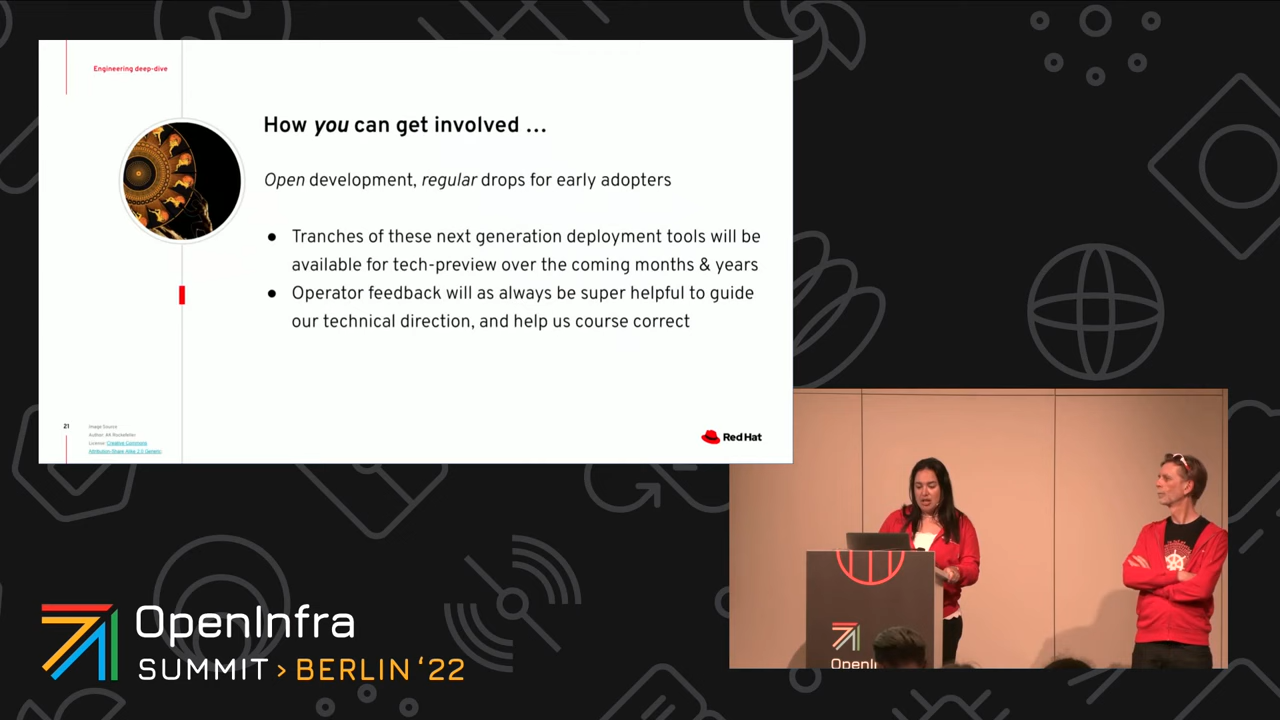 Engineering deep-dive
How you can get involved …
Open development, regular drops for early adopters
● Tranches of these next generation deployment tools will be
available for tech-preview over the coming months & years
● Operator feedback will as always be super helpful to guide
our technical direction, and help us course correct
21
Image Source
Author: AK Rockefeller
License: Creative Commons
Attribution-Share Alike 2.0 Generic
Red Hat
OpenInfra
SUMMIT > BERLIN ‘22
OpenI